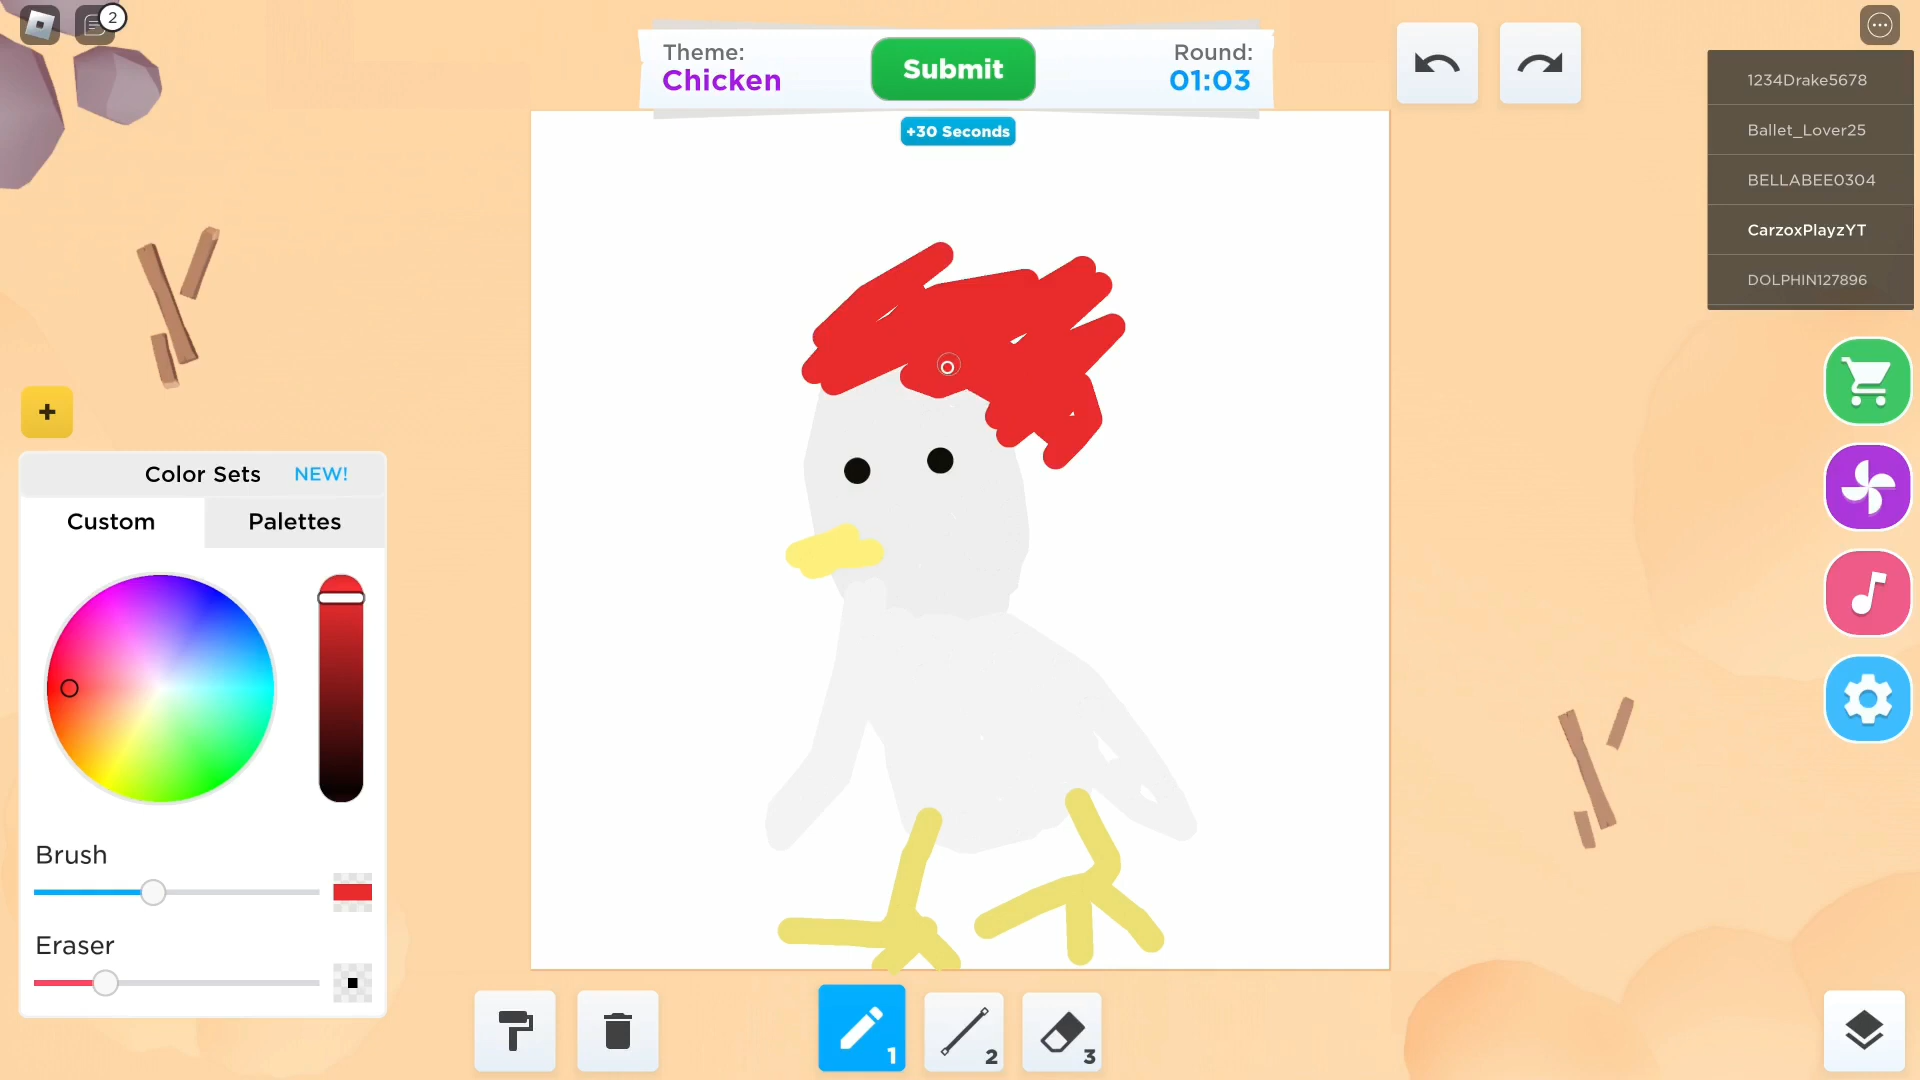 2
Theme:
Chicken
Submit
Round:
01:03
+30 Seconds
1234Drake5678
Ballet_Lover25
BELLABEE0304
CarzoxPlayzYT
DOLPHIN127896
+
Color Sets NEW!
Custom Palettes
Brush
Eraser
1
2
3